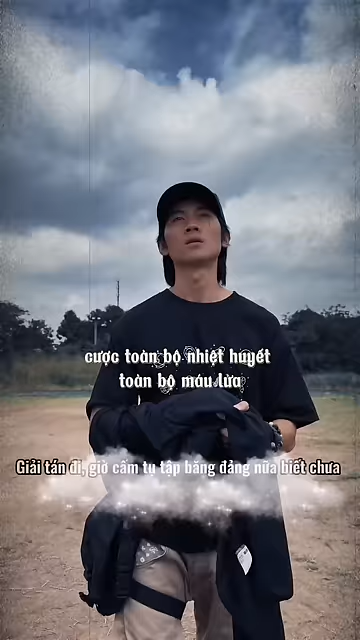 cược toàn bộ nhiệt huyết
toàn bộ máu lửa
Giải tán đi, giờ cấm tụ tập băng đảng nữa biết chưa